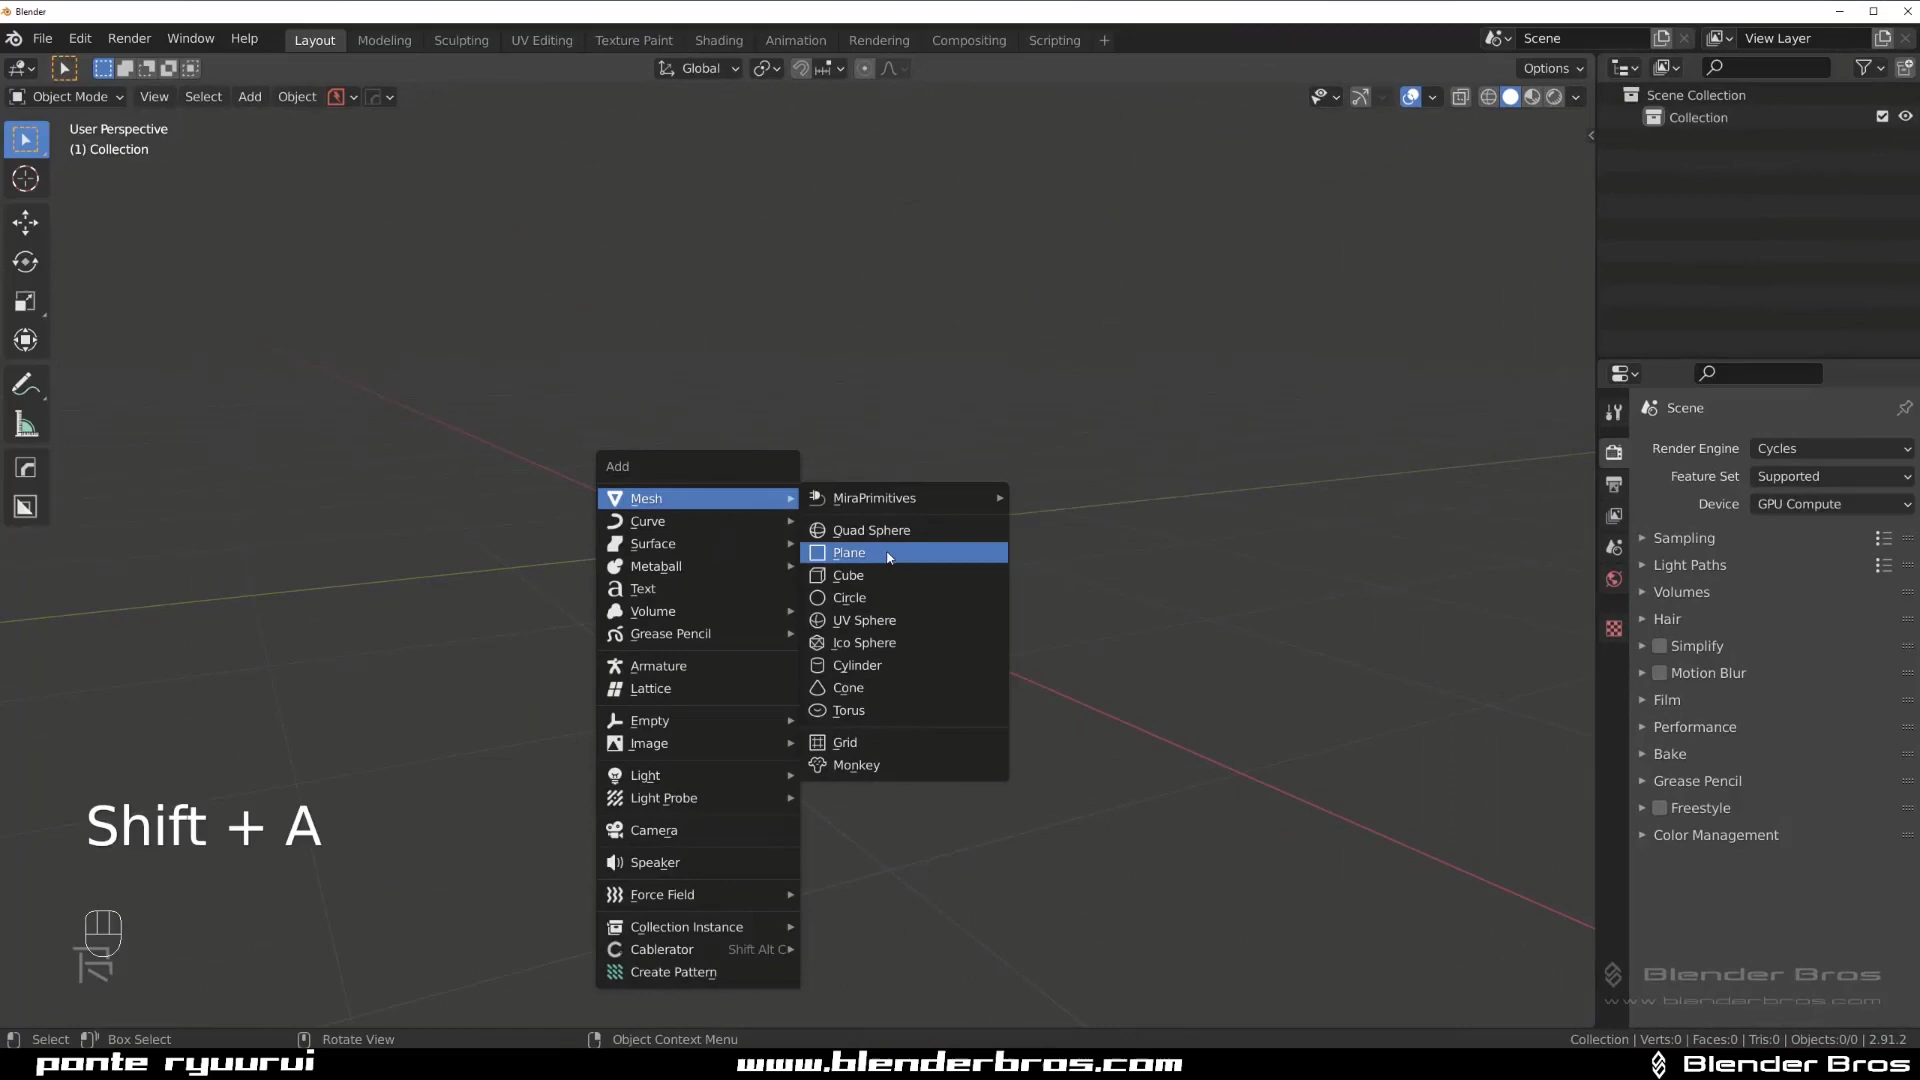 Blender
File Edit Render Window Help Layout Modeling Sculpting UV Editing Texture Paint Shading Animation Rendering Compositing Scripting + Scene View Layer
Global Options
Object Mode View Select Add Object
User Perspective
(1) Collection
Scene Collection
Collection
Add
Mesh
Curve
Surface
Metaball
Text
Volume
Grease Pencil
Armature
Lattice
Empty
Image
Light
Light Probe
Camera
Speaker
Force Field
Collection Instance
Cablerator Shift Alt C
Create Pattern
MiraPrimitives
Quad Sphere
Plane
Cube
Circle
UV Sphere
Ico Sphere
Cylinder
Cone
Torus
Grid
Monkey
Scene
Render Engine Cycles
Feature Set Supported
Device GPU Compute
Sampling
Light Paths
Volumes
Hair
Simplify
Motion Blur
Film
Performance
Bake
Grease Pencil
Freestyle
Color Management
Shift + A
Blender Bros
www.blenderbros.com
Select Box Select Rotate View Object Context Menu Collection | Verts:0 | Faces:0 | Tris:0 | Objects:0/0 | 2.91.2
ponte ryuurui www.blenderbros.com Blender Bros